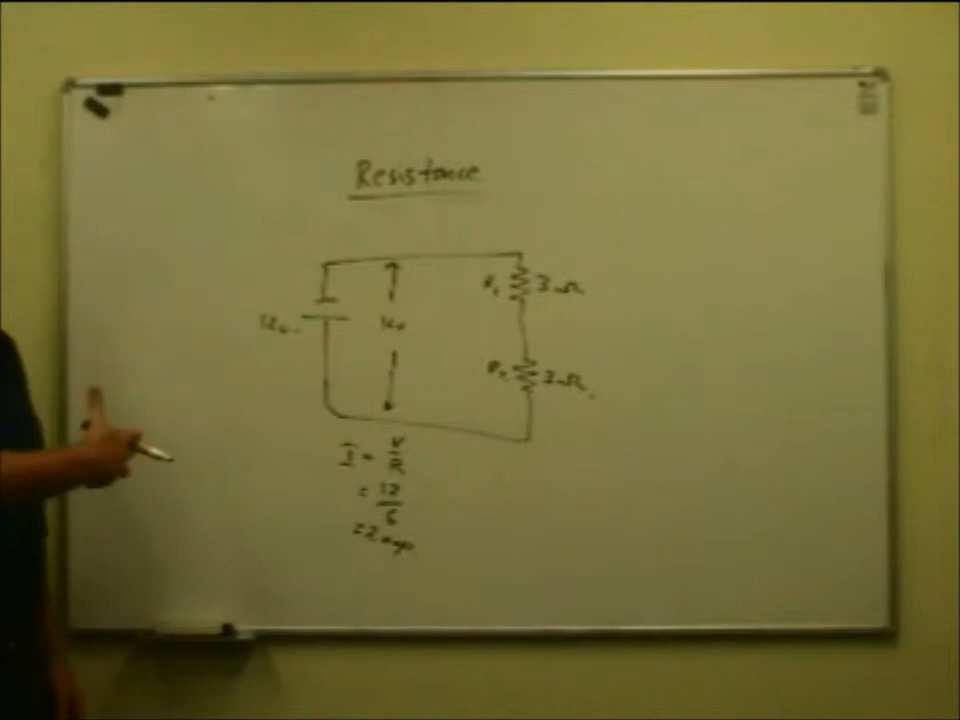 Resistance
R₁ 3Ω
12v
12v
R₂ 3Ω
I = V/R
= 12/6
= 2 amps